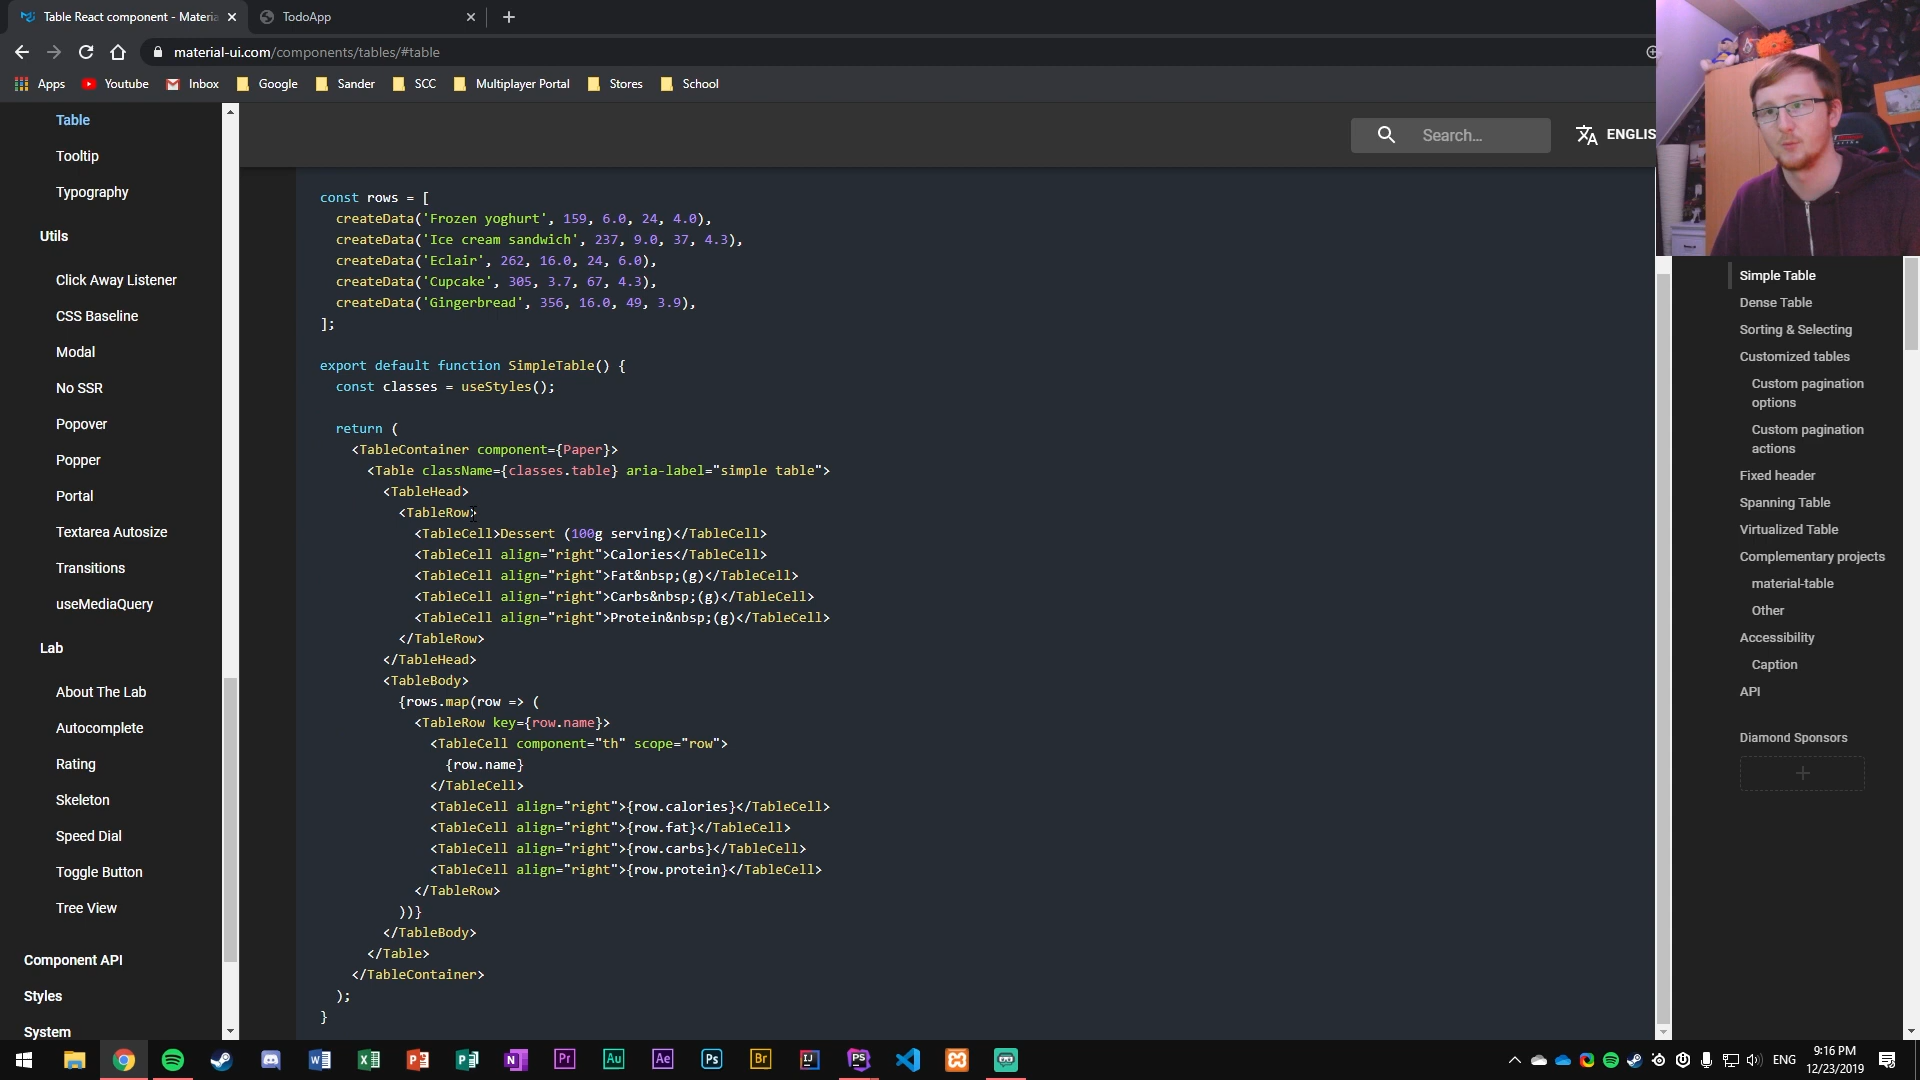 Table React component - Materia
TodoApp
material-ui.com/components/tables/#table
Apps
Youtube
Inbox
Google
Sander
SCC
Multiplayer Portal
Stores
School
Table
Tooltip
Typography
Utils
Click Away Listener
CSS Baseline
Modal
No SSR
Popover
Popper
Portal
Textarea Autosize
Transitions
useMediaQuery
Lab
About The Lab
Autocomplete
Rating
Skeleton
Speed Dial
Toggle Button
Tree View
Component API
Styles
System
Search…
ENGLIS
const rows = [
createData('Frozen yoghurt', 159, 6.0, 24, 4.0),
createData('Ice cream sandwich', 237, 9.0, 37, 4.3),
createData('Eclair', 262, 16.0, 24, 6.0),
createData('Cupcake', 305, 3.7, 67, 4.3),
createData('Gingerbread', 356, 16.0, 49, 3.9),
];
export default function SimpleTable() {
const classes = useStyles();
return (
<TableContainer component={Paper}>
<Table className={classes.table} aria-label="simple table">
<TableHead>
<TableRow>
<TableCell>Dessert (100g serving)</TableCell>
<TableCell align="right">Calories</TableCell>
<TableCell align="right">Fat&nbsp;(g)</TableCell>
<TableCell align="right">Carbs&nbsp;(g)</TableCell>
<TableCell align="right">Protein&nbsp;(g)</TableCell>
</TableRow>
</TableHead>
<TableBody>
{rows.map(row => (
<TableRow key={row.name}>
<TableCell component="th" scope="row">
{row.name}
</TableCell>
<TableCell align="right">{row.calories}</TableCell>
<TableCell align="right">{row.fat}</TableCell>
<TableCell align="right">{row.carbs}</TableCell>
<TableCell align="right">{row.protein}</TableCell>
</TableRow>
))}
</TableBody>
</Table>
</TableContainer>
);
}
Simple Table
Dense Table
Sorting & Selecting
Customized tables
Custom pagination
options
Custom pagination
actions
Fixed header
Spanning Table
Virtualized Table
Complementary projects
material-table
Other
Accessibility
Caption
API
Diamond Sponsors
Pr
Au
Ae
Ps
Br
IJ
PS
ENG
9:16 PM
12/23/2019